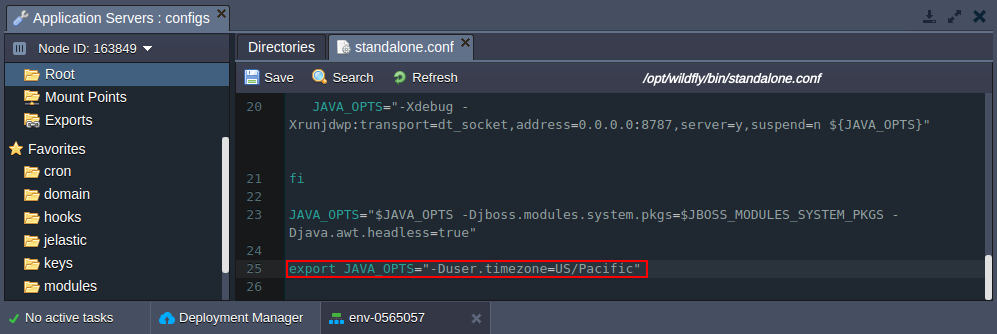 Application Servers : configs
Node ID: 163849
Root
Mount Points
Exports
Favorites
cron
domain
hooks
jelastic
keys
modules
Directories
standalone.conf
Save
Search
Refresh
/opt/wildfly/bin/standalone.conf
20 JAVA_OPTS="-Xdebug -
Xrunjdwp:transport=dt_socket,address=0.0.0.0:8787,server=y,suspend=n ${JAVA_OPTS}"
21 fi
22
23 JAVA_OPTS="$JAVA_OPTS -Djboss.modules.system.pkgs=$JBOSS_MODULES_SYSTEM_PKGS -
Djava.awt.headless=true"
24
25 export JAVA_OPTS="-Duser.timezone=US/Pacific"
26
No active tasks
Deployment Manager
env-0565057